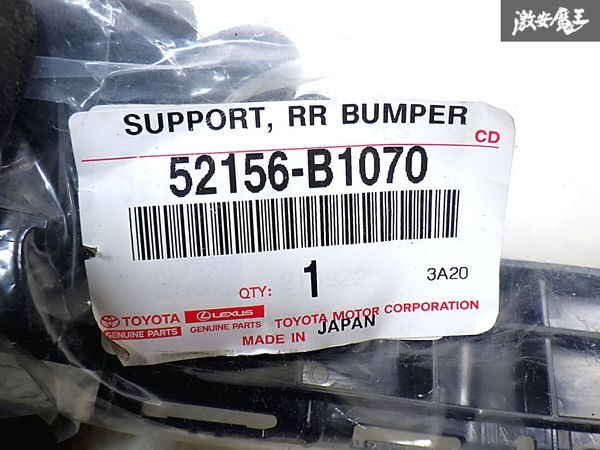 激安魔王
SUPPORT, RR BUMPER
CD
52156-B1070
QTY: 1 3A20
TOYOTA LEXUS TOYOTA MOTOR CORPORATION
GENUINE PARTS GENUINE PARTS
MADE IN JAPAN